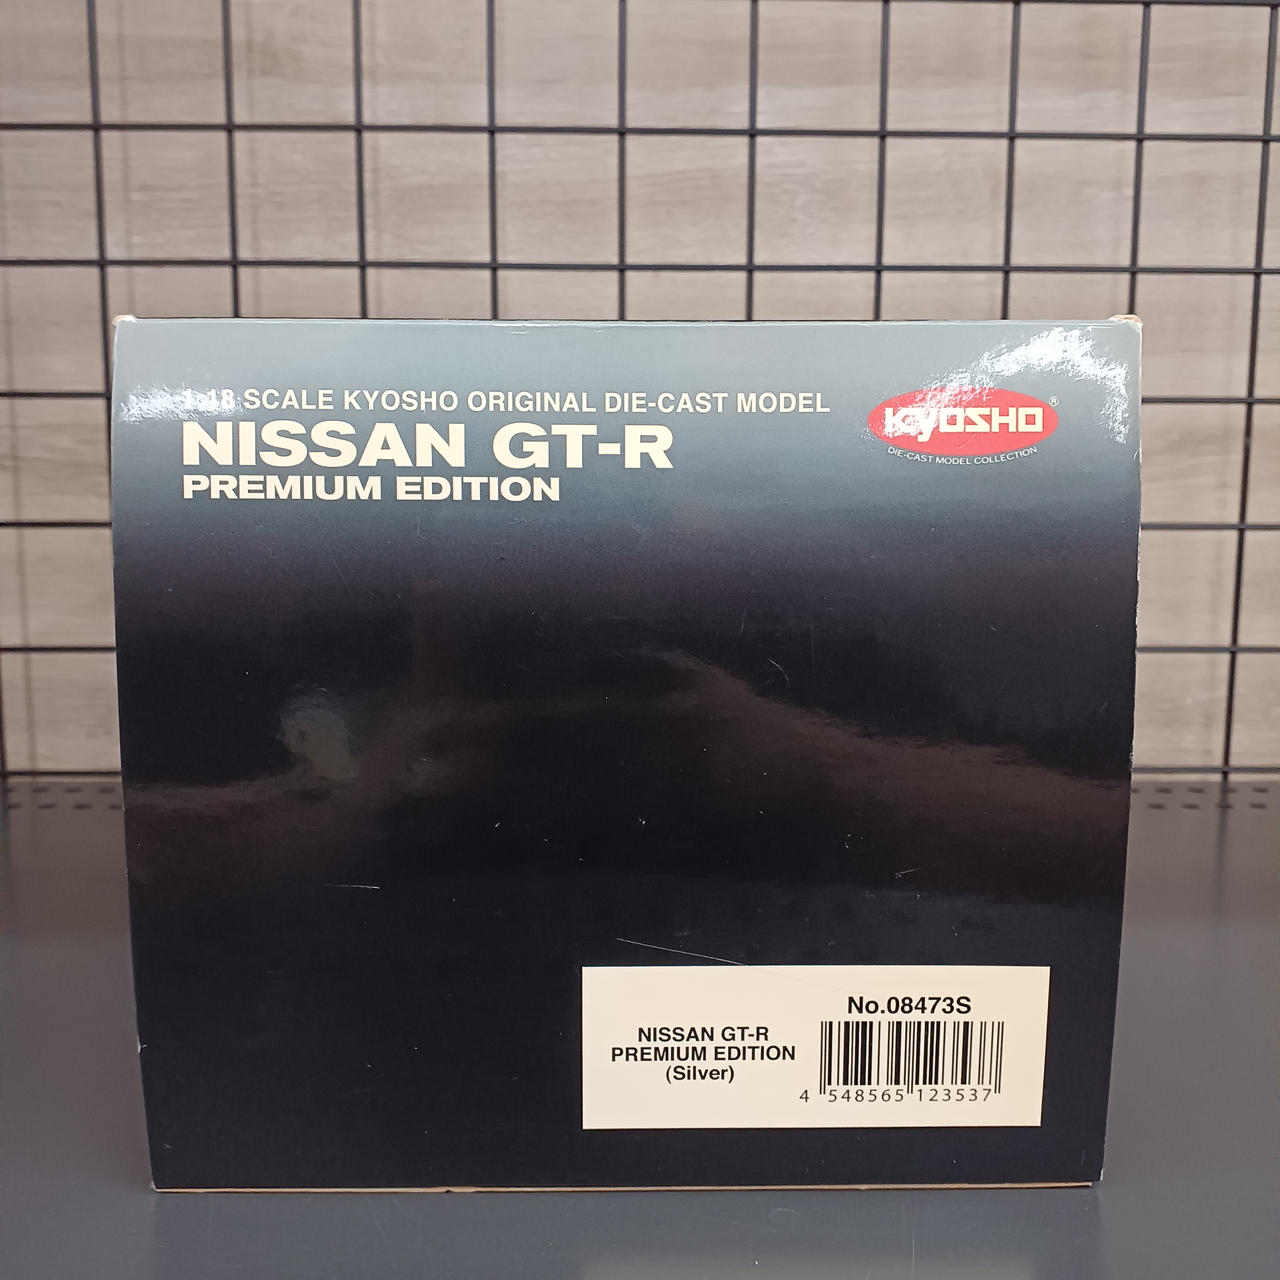 1:18 SCALE KYOSHO ORIGINAL DIE-CAST MODEL
NISSAN GT-R
PREMIUM EDITION
KYOSHO ®
DIE-CAST MODEL COLLECTION
No.08473S
NISSAN GT-R
PREMIUM EDITION
(Silver)
4 548565 123537